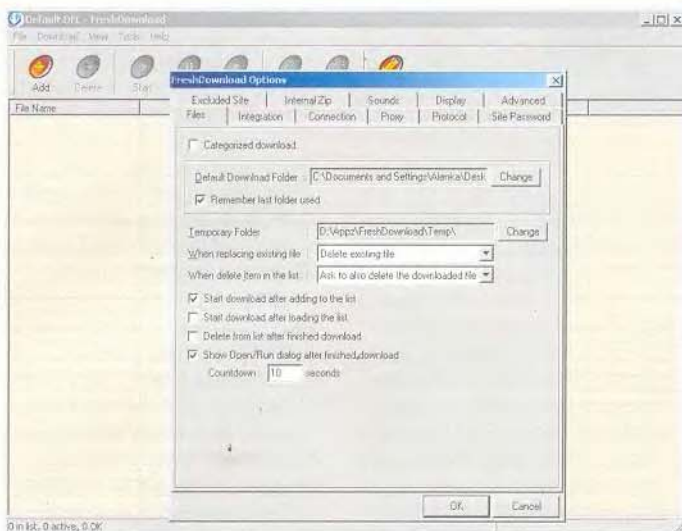 Default.DFL - FreshDownload
File Download View Tools Help
Add Delete Start
File Name
FreshDownload Options
Excluded Site Internal Zip Sounds Display Advanced
Files Integration Connection Proxy Protocol Site Password
Categorized download
Default Download Folder : C:\Documents and Settings\Alenka\Desk Change
Remember last folder used
Temporary Folder : D:\Appz\FreshDownload\Temp\ Change
When replacing existing file : Delete existing file
When delete item in the list : Ask to also delete the downloaded file
Start download after adding to the list
Start download after loading the list
Delete from list after finished download
Show Open/Run dialog after finished download
Countdown : 10 seconds
OK Cancel
0 in list, 0 active, 0 OK